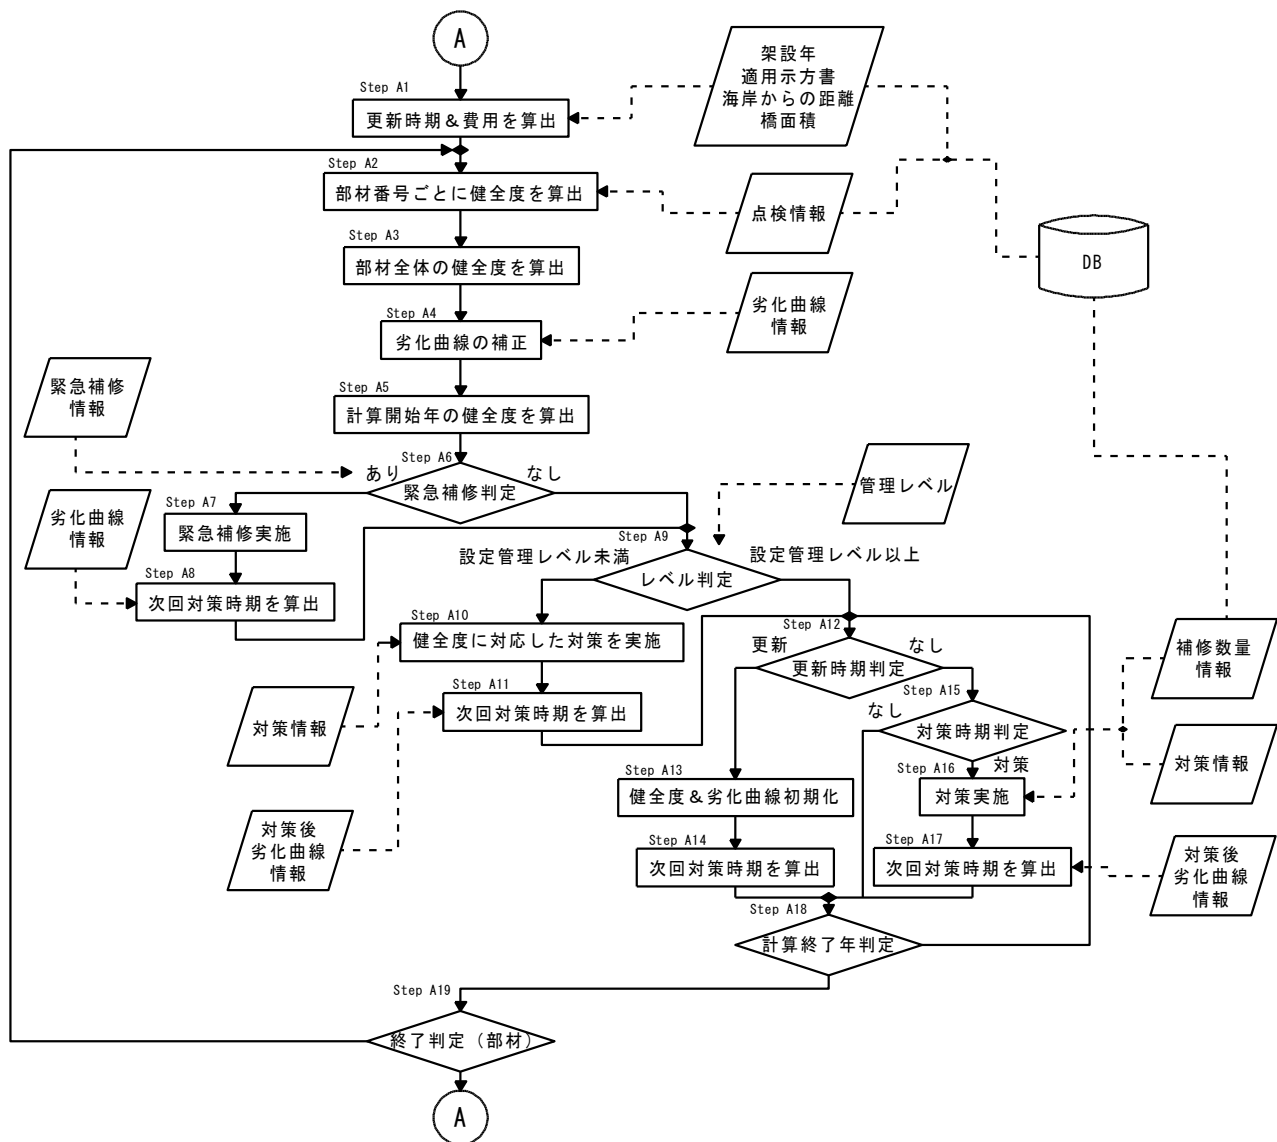 A
架設年
適用示方書
海岸からの距離
橋面積
Step A1
更新時期＆費用を算出
Step A2
部材番号ごとに健全度を算出
点検情報
Step A3
部材全体の健全度を算出
DB
劣化曲線
情報
Step A4
劣化曲線の補正
緊急補修
情報
Step A5
計算開始年の健全度を算出
Step A6
あり
なし
緊急補修判定
管理レベル
劣化曲線
情報
Step A7
緊急補修実施
Step A8
次回対策時期を算出
Step A9
設定管理レベル未満
設定管理レベル以上
レベル判定
Step A10
健全度に対応した対策を実施
Step A11
次回対策時期を算出
対策情報
対策後
劣化曲線
情報
Step A12
更新
なし
更新時期判定
補修数量
情報
Step A15
なし
対策時期判定
対策
対策情報
Step A13
健全度＆劣化曲線初期化
Step A16
対策実施
Step A14
次回対策時期を算出
Step A17
次回対策時期を算出
対策後
劣化曲線
情報
Step A18
計算終了年判定
Step A19
終了判定（部材）
A